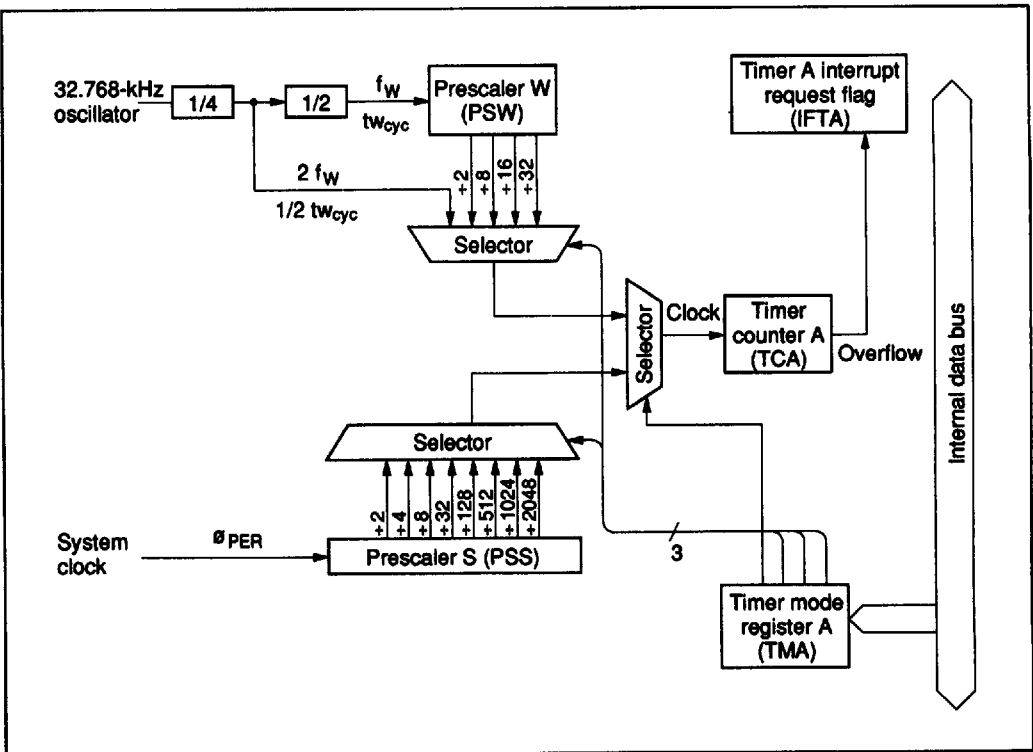 32.768-kHz
oscillator
1/4
1/2
fW
twcyc
Prescaler W
(PSW)
Timer A interrupt
request flag
(IFTA)
2 fW
1/2 twcyc
÷2
÷8
÷16
÷32
Selector
Selector
Clock
Timer
counter A
(TCA)
Overflow
Internal data bus
Selector
÷2
÷4
÷8
÷32
÷128
÷512
÷1024
÷2048
System
clock
øPER
Prescaler S (PSS)
3
Timer mode
register A
(TMA)